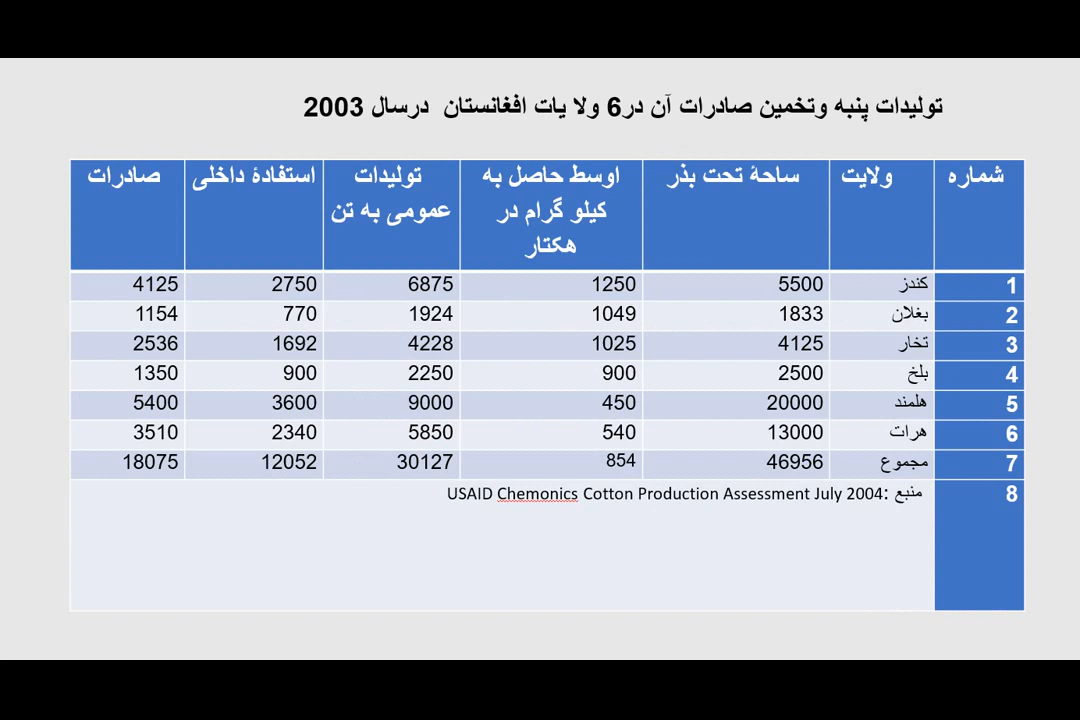 تولیدات پنبه وتخمین صادرات آن در6 ولا یات افغانستان درسال 2003
شماره ولایت ساحۀ تحت بذر اوسط حاصل به کیلو گرام در هکتار تولیدات عمومی به تن استفادۀ داخلی صادرات
1 کندز 5500 1250 6875 2750 4125
2 بغلان 1833 1049 1924 770 1154
3 تخار 4125 1025 4228 1692 2536
4 بلخ 2500 900 2250 900 1350
5 هلمند 20000 450 9000 3600 5400
6 هرات 13000 540 5850 2340 3510
7 مجموع 46956 854 30127 12052 18075
8 منبع :USAID Chemonics Cotton Production Assessment July 2004